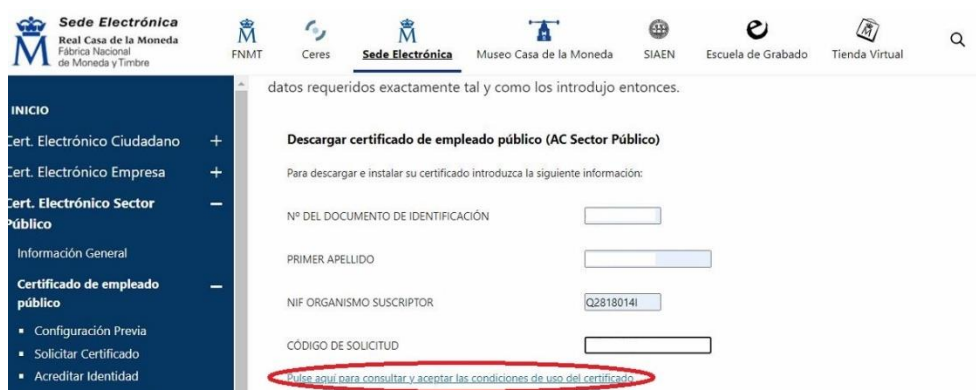 Sede Electrónica
Real Casa de la Moneda
Fábrica Nacional
de Moneda y Timbre
FNMT
Ceres
Sede Electrónica
Museo Casa de la Moneda
SIAEN
Escuela de Grabado
Tienda Virtual
INICIO
Cert. Electrónico Ciudadano +
Cert. Electrónico Empresa +
Cert. Electrónico Sector –
Público
Información General
Certificado de empleado –
público
▪ Configuración Previa
▪ Solicitar Certificado
▪ Acreditar Identidad
datos requeridos exactamente tal y como los introdujo entonces.
Descargar certificado de empleado público (AC Sector Público)
Para descargar e instalar su certificado introduzca la siguiente información:
Nº DEL DOCUMENTO DE IDENTIFICACIÓN
PRIMER APELLIDO
NIF ORGANISMO SUSCRIPTOR Q2818014I
CÓDIGO DE SOLICITUD
Pulse aquí para consultar y aceptar las condiciones de uso del certificado